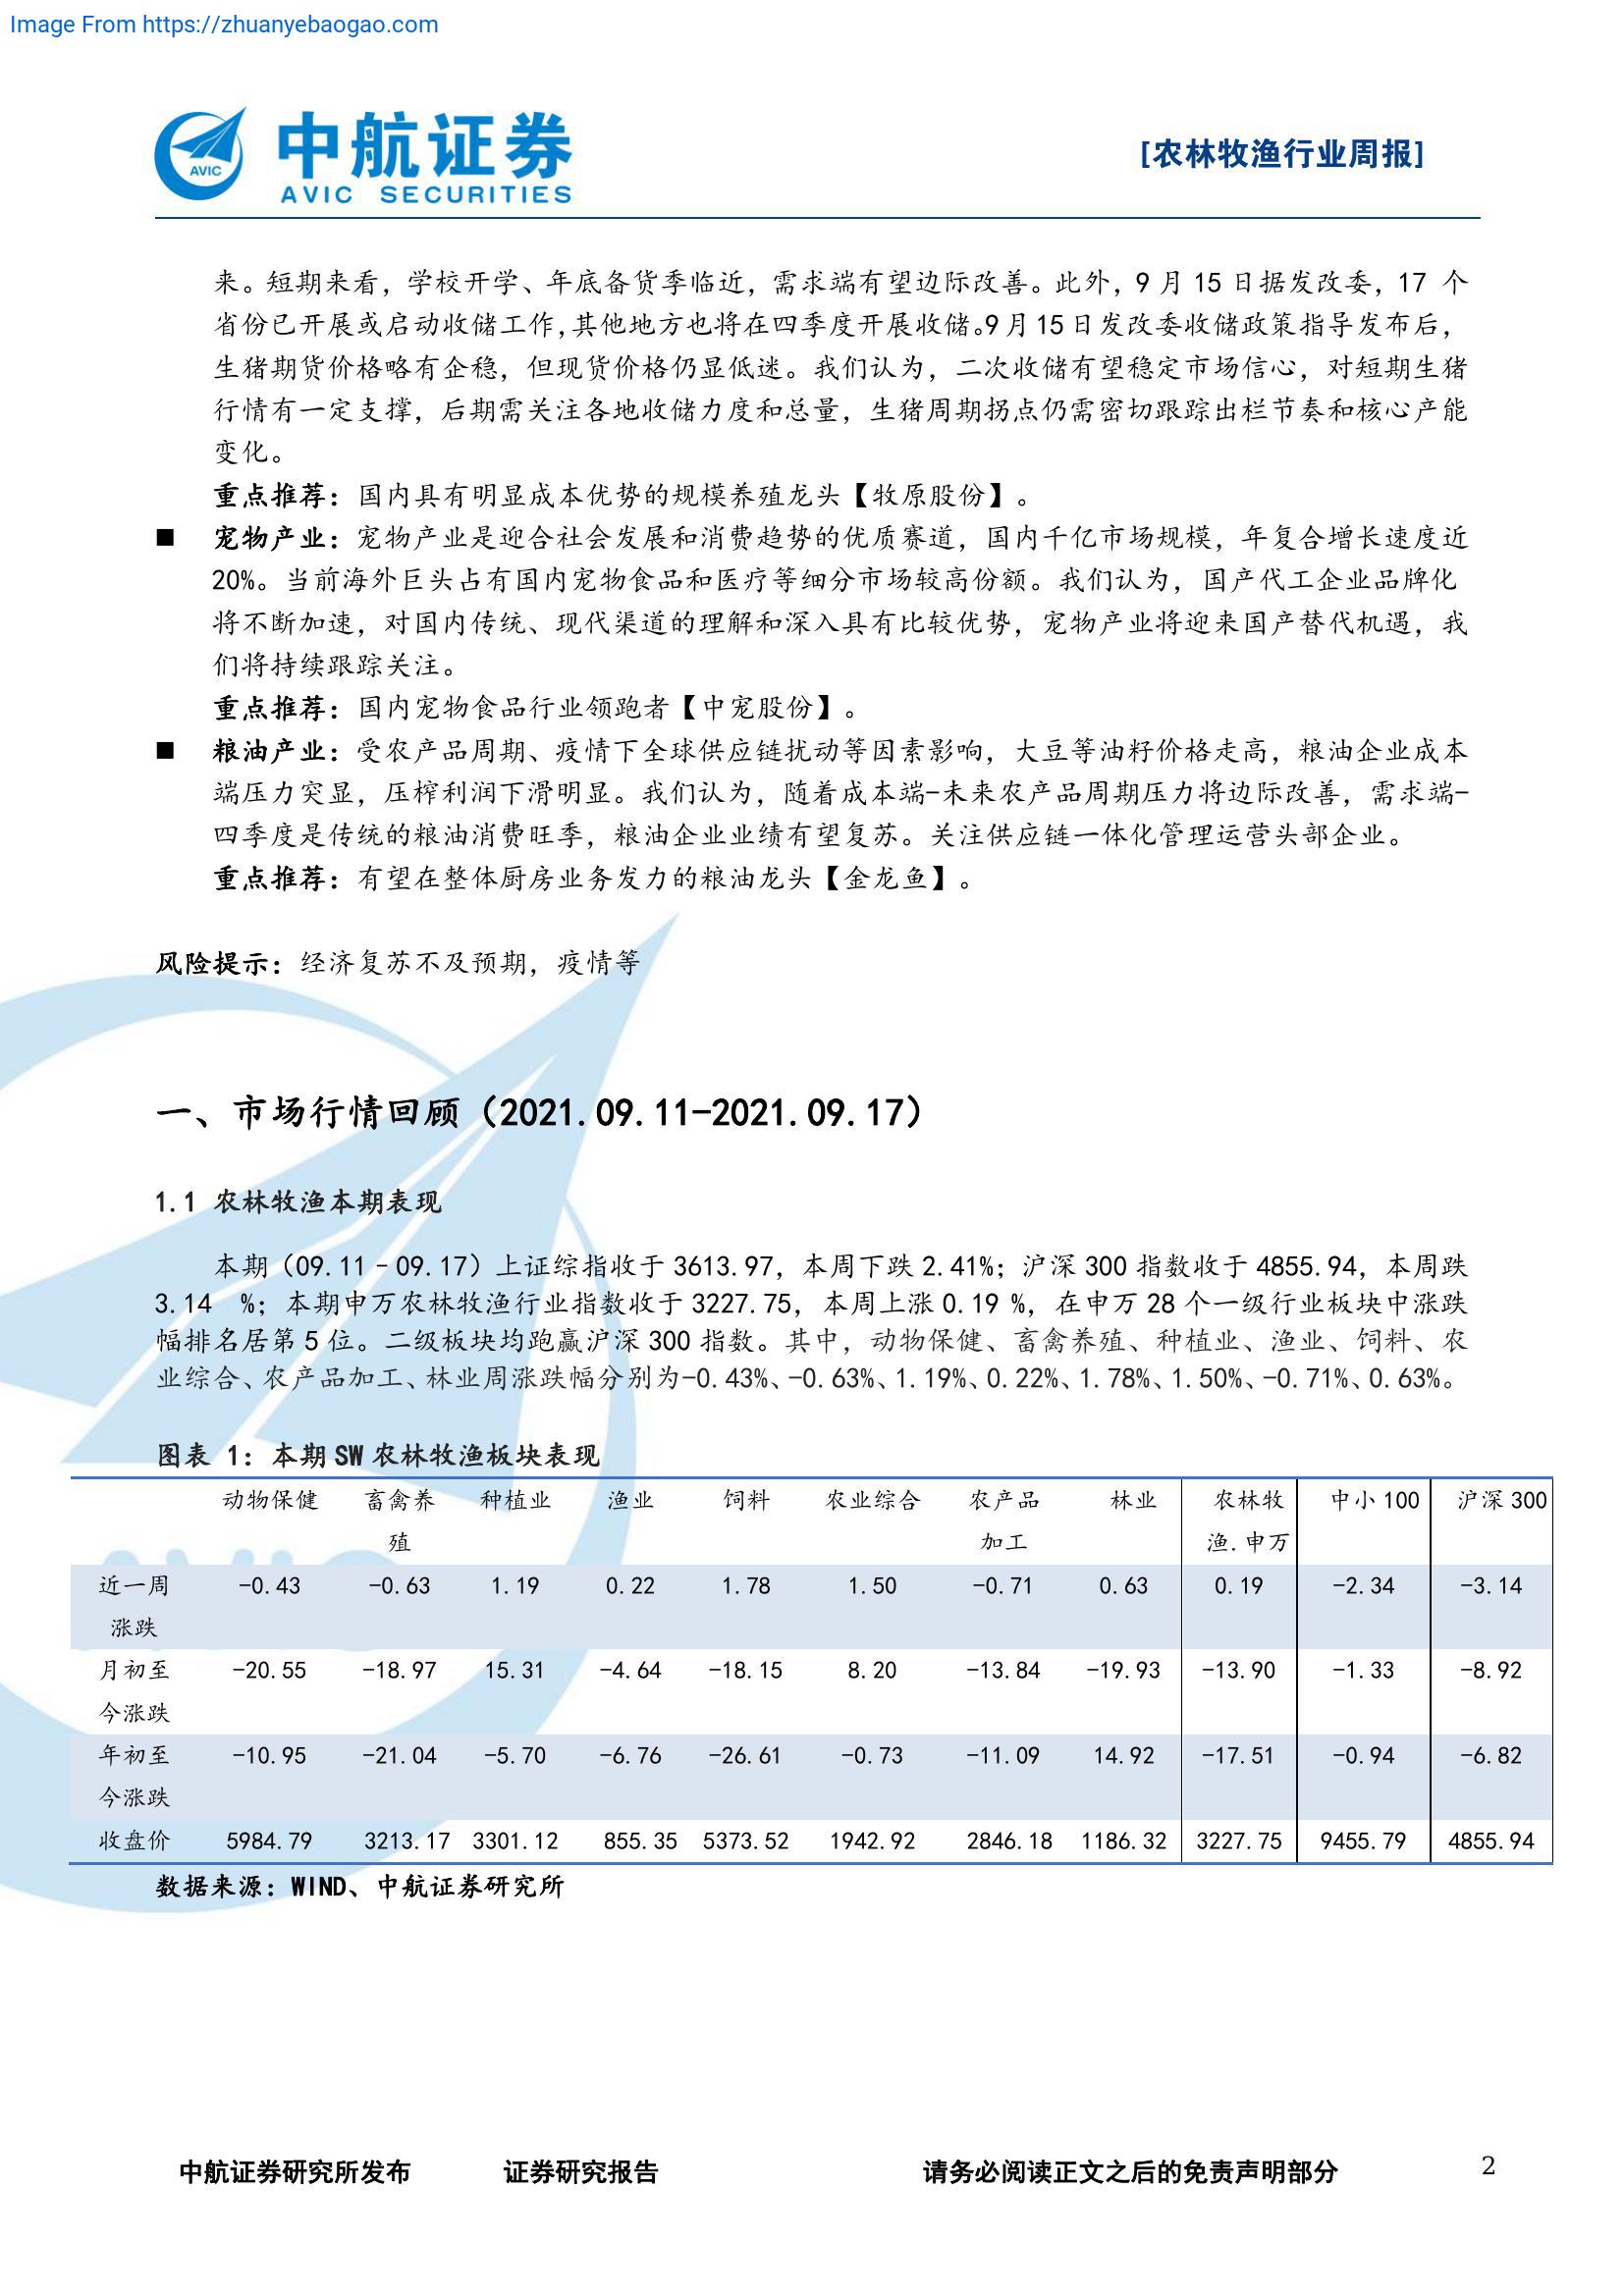 Image From https://zhuanyebaogao.com
AVIC
中航证券
AVIC SECURITIES
[农林牧渔行业周报]
来。短期来看，学校开学、年底备货季临近，需求端有望边际改善。此外，9 月 15 日据发改委，17 个
省份已开展或启动收储工作,其他地方也将在四季度开展收储。9 月 15 日发改委收储政策指导发布后，
生猪期货价格略有企稳，但现货价格仍显低迷。我们认为，二次收储有望稳定市场信心，对短期生猪
行情有一定支撑，后期需关注各地收储力度和总量，生猪周期拐点仍需密切跟踪出栏节奏和核心产能
变化。
重点推荐：国内具有明显成本优势的规模养殖龙头【牧原股份】。
■ 宠物产业：宠物产业是迎合社会发展和消费趋势的优质赛道，国内千亿市场规模，年复合增长速度近
20%。当前海外巨头占有国内宠物食品和医疗等细分市场较高份额。我们认为，国产代工企业品牌化
将不断加速，对国内传统、现代渠道的理解和深入具有比较优势，宠物产业将迎来国产替代机遇，我
们将持续跟踪关注。
重点推荐：国内宠物食品行业领跑者【中宠股份】。
■ 粮油产业：受农产品周期、疫情下全球供应链扰动等因素影响，大豆等油籽价格走高，粮油企业成本
端压力突显，压榨利润下滑明显。我们认为，随着成本端-未来农产品周期压力将边际改善，需求端-
四季度是传统的粮油消费旺季，粮油企业业绩有望复苏。关注供应链一体化管理运营头部企业。
重点推荐：有望在整体厨房业务发力的粮油龙头【金龙鱼】。
风险提示：经济复苏不及预期，疫情等
一、市场行情回顾（2021.09.11-2021.09.17）
1.1 农林牧渔本期表现
本期（09.11–09.17）上证综指收于 3613.97，本周下跌 2.41%；沪深 300 指数收于 4855.94，本周跌
3.14 %；本期申万农林牧渔行业指数收于 3227.75，本周上涨 0.19 %，在申万 28 个一级行业板块中涨跌
幅排名居第 5 位。二级板块均跑赢沪深 300 指数。其中，动物保健、畜禽养殖、种植业、渔业、饲料、农
业综合、农产品加工、林业周涨跌幅分别为-0.43%、-0.63%、1.19%、0.22%、1.78%、1.50%、-0.71%、0.63%。
图表 1：本期 SW 农林牧渔板块表现
动物保健 畜禽养 种植业 渔业 饲料 农业综合 农产品 林业 农林牧 中小 100 沪深 300
殖 加工 渔.申万
近一周 -0.43 -0.63 1.19 0.22 1.78 1.50 -0.71 0.63 0.19 -2.34 -3.14
涨跌
月初至 -20.55 -18.97 15.31 -4.64 -18.15 8.20 -13.84 -19.93 -13.90 -1.33 -8.92
今涨跌
年初至 -10.95 -21.04 -5.70 -6.76 -26.61 -0.73 -11.09 14.92 -17.51 -0.94 -6.82
今涨跌
收盘价 5984.79 3213.17 3301.12 855.35 5373.52 1942.92 2846.18 1186.32 3227.75 9455.79 4855.94
数据来源：WIND、中航证券研究所
中航证券研究所发布 证券研究报告 请务必阅读正文之后的免责声明部分 2